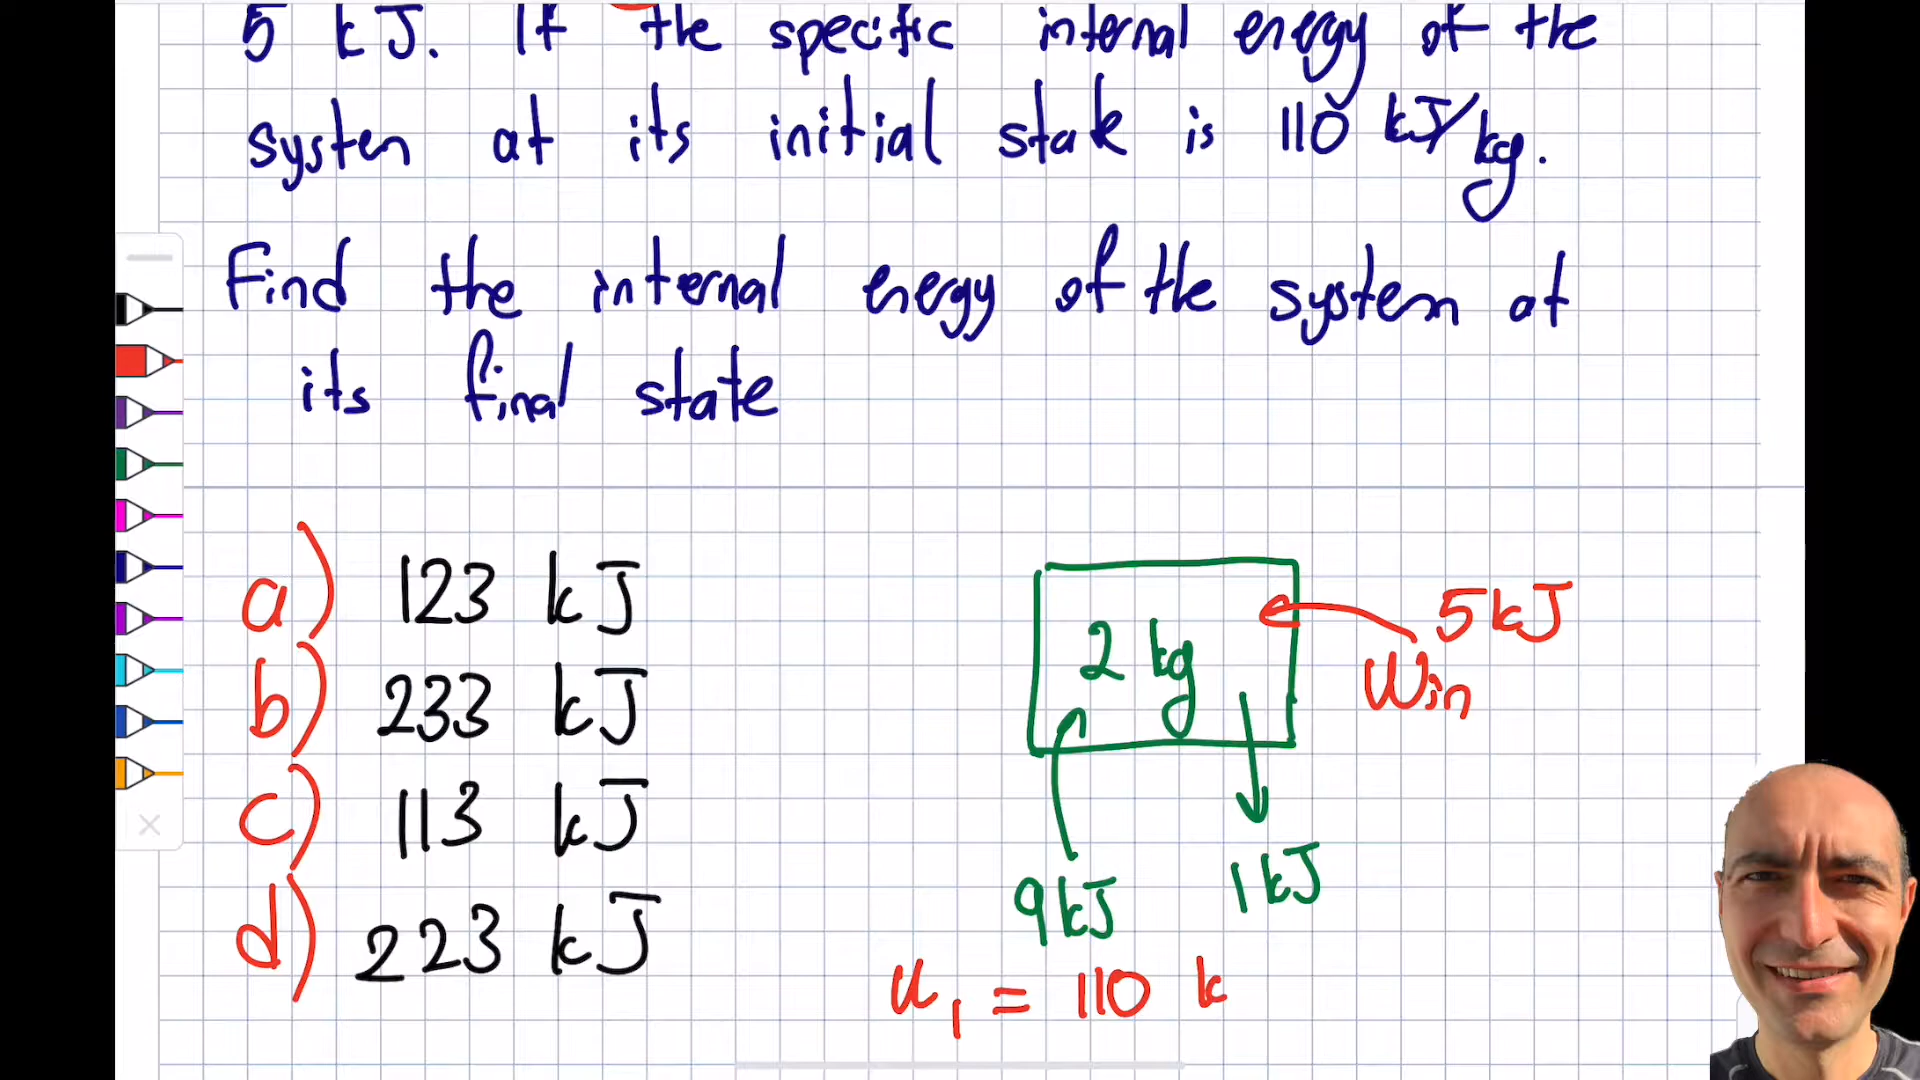 5 kJ. If the specific internal energy of the
system at its initial state is 110 kJ/kg.
Find the internal energy of the system at
its final state
a) 123 kJ
b) 233 kJ
c) 113 kJ
d) 223 kJ
2 kg
5 kJ
Win
9 kJ
1 kJ
u1 = 110 k